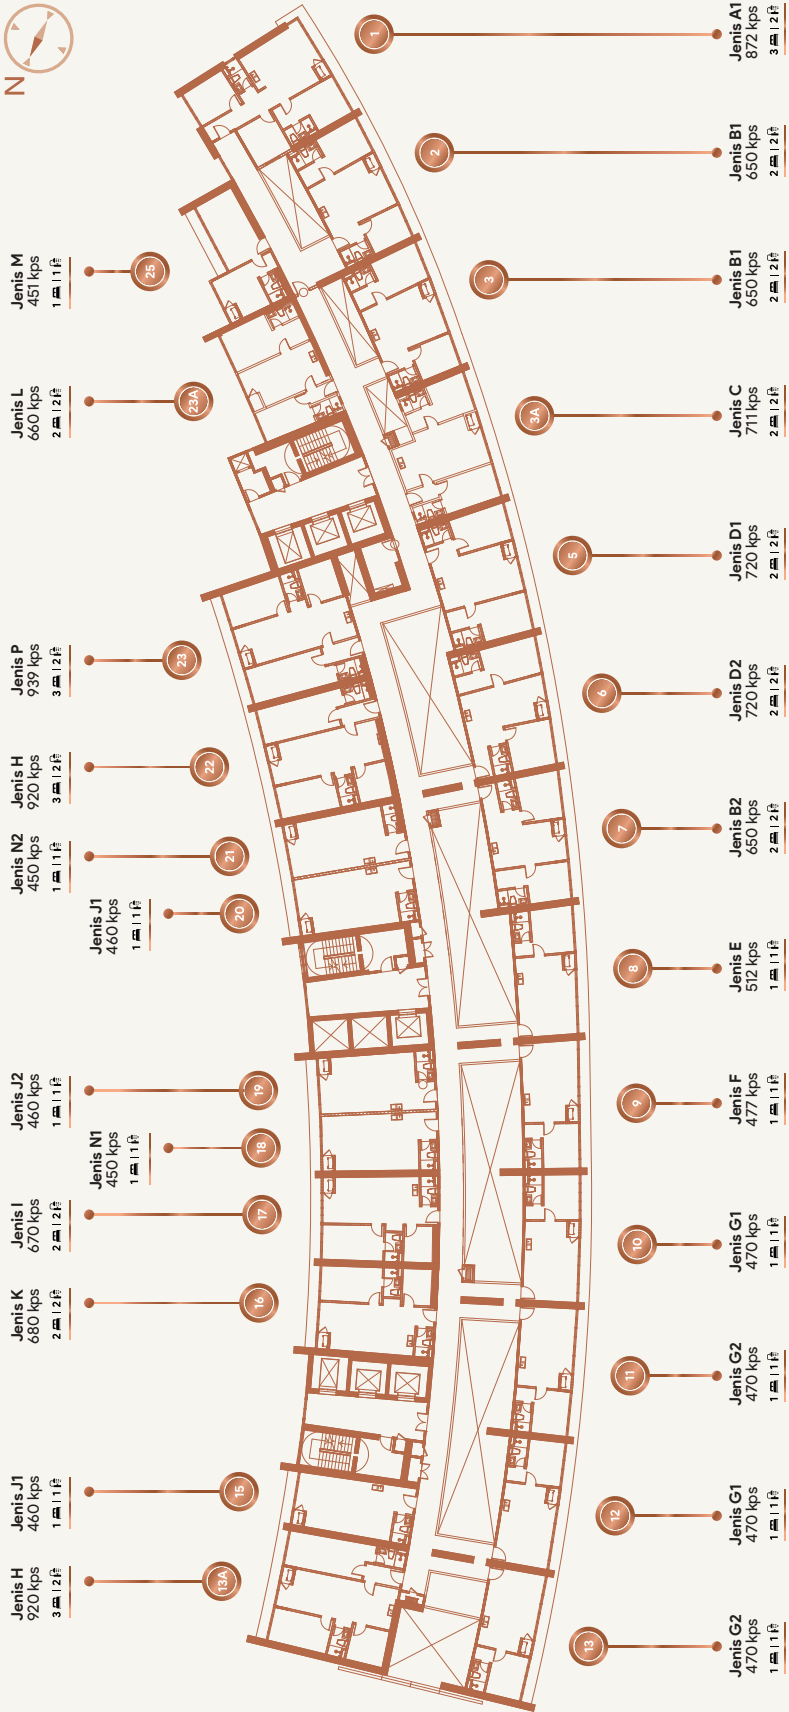 Jenis H
920 kps
3 | 2
13A
Jenis J1
460 kps
1 | 1
15
Jenis K
680 kps
2 | 2
16
Jenis I
670 kps
2 | 2
17
Jenis N1
450 kps
1 | 1
18
Jenis J2
460 kps
1 | 1
19
Jenis J1
460 kps
1 | 1
20
Jenis N2
450 kps
1 | 1
21
Jenis H
920 kps
3 | 2
22
Jenis P
939 kps
3 | 2
23
Jenis L
660 kps
2 | 2
23A
Jenis M
451 kps
1 | 1
25
N
13
Jenis G2
470 kps
1 | 1
12
Jenis G1
470 kps
1 | 1
11
Jenis G2
470 kps
1 | 1
10
Jenis G1
470 kps
1 | 1
9
Jenis F
477 kps
1 | 1
8
Jenis E
512 kps
1 | 1
7
Jenis B2
650 kps
2 | 2
6
Jenis D2
720 kps
2 | 2
5
Jenis D1
720 kps
2 | 2
3A
Jenis C
711 kps
2 | 2
3
Jenis B1
650 kps
2 | 2
2
Jenis B1
650 kps
2 | 2
1
Jenis A1
872 kps
3 | 2